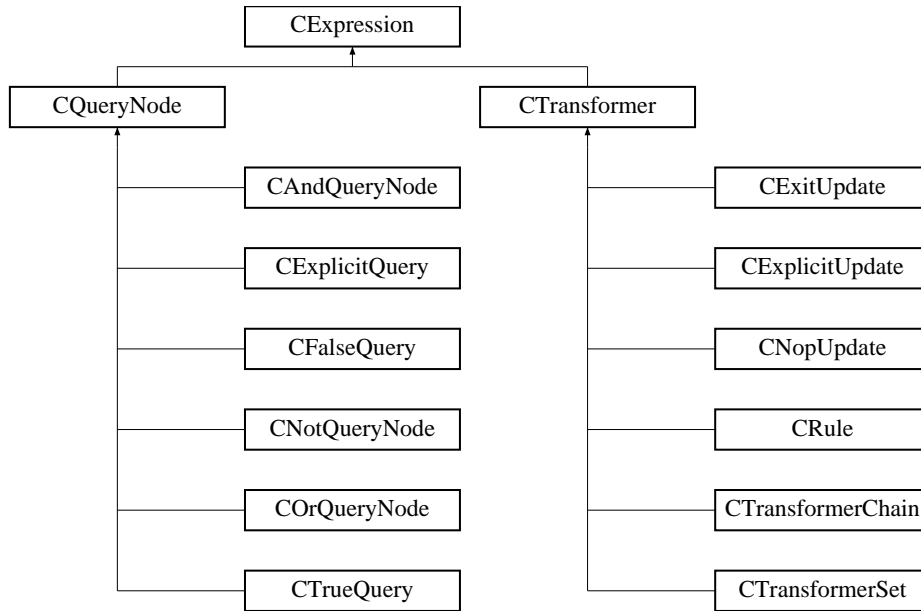 CExpression
CQueryNode
CTransformer
CAndQueryNode
CExitUpdate
CExplicitQuery
CExplicitUpdate
CFalseQuery
CNopUpdate
CNotQueryNode
CRule
COrQueryNode
CTransformerChain
CTrueQuery
CTransformerSet